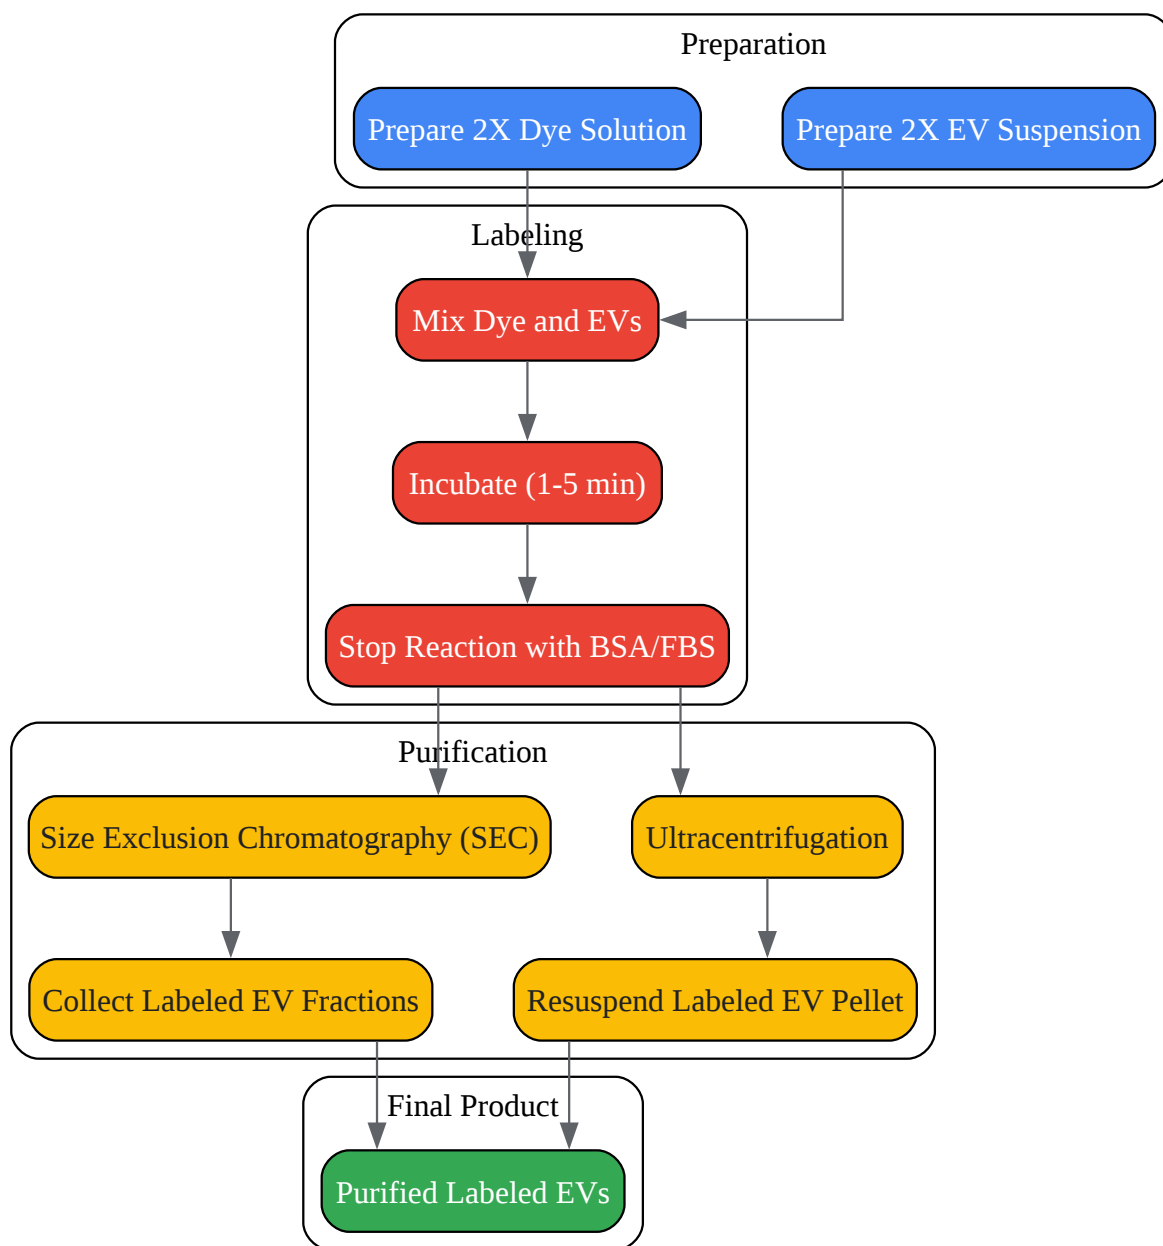 Preparation
Prepare 2X Dye Solution
Prepare 2X EV Suspension
Labeling
Mix Dye and EVs
Incubate (1-5 min)
Stop Reaction with BSA/FBS
Purification
Size Exclusion Chromatography (SEC)
Ultracentrifugation
Collect Labeled EV Fractions
Resuspend Labeled EV Pellet
Final Product
Purified Labeled EVs